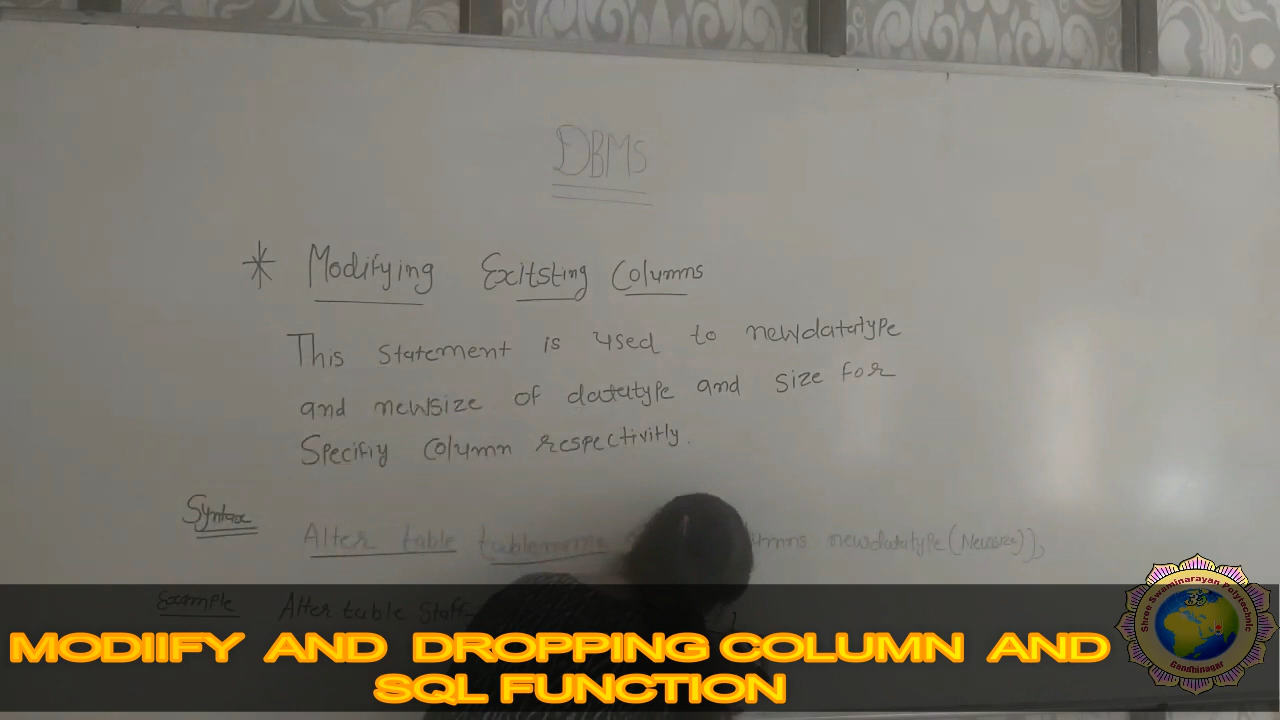 DBMS
* Modifying Exitsting Columns
This statement is used to newdatatype
and newsize of datatype and size for
Specifiy column respectivitly.
Syntax
Alter table tablename umns newdatatype(Newsize));
Example Alter table Staff
MODIIFY AND DROPPING COLUMN AND
SQL FUNCTION
Shree Swaminarayan Polytechnic
Gandhinagar